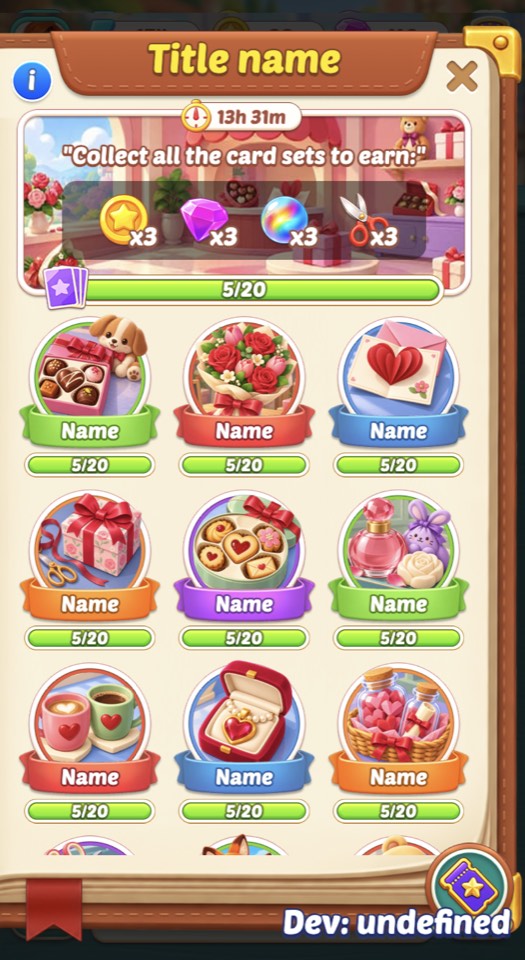 Title name
13h 31m
"Collect all the card sets to earn:"
x3 x3 x3 x3
5/20
Name Name Name
5/20 5/20 5/20
Name Name Name
5/20 5/20 5/20
Name Name Name
5/20 5/20 5/20
Dev: undefined